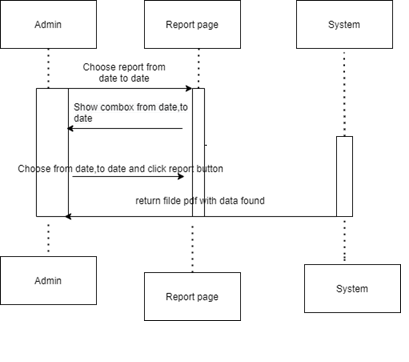 Admin
Report page
System
Choose report from
date to date
Show combox from date,to
date
Choose from date,to date and click report button
return filde pdf with data found
Admin
Report page
System